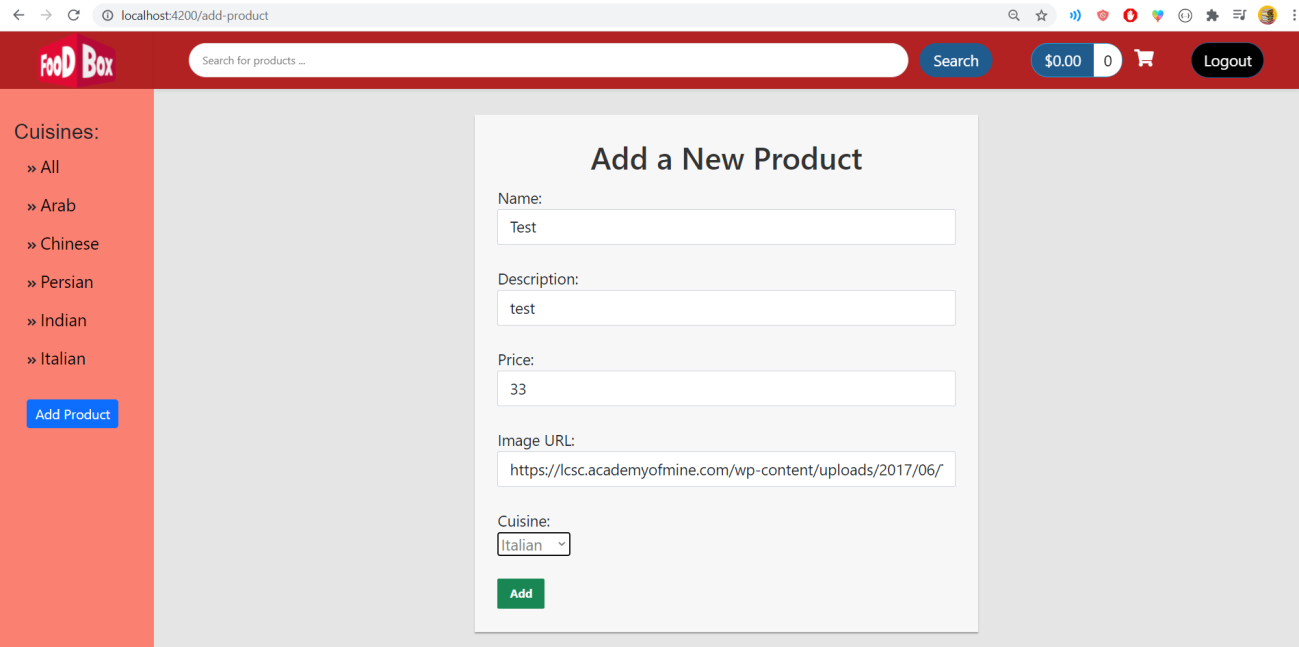 localhost:4200/add-product
FooD Box
Search for products ...
Search
$0.00 0
Logout
Cuisines:
» All
» Arab
» Chinese
» Persian
» Indian
» Italian
Add Product
Add a New Product
Name:
Test
Description:
test
Price:
33
Image URL:
https://lcsc.academyofmine.com/wp-content/uploads/2017/06/
Cuisine:
Italian
Add